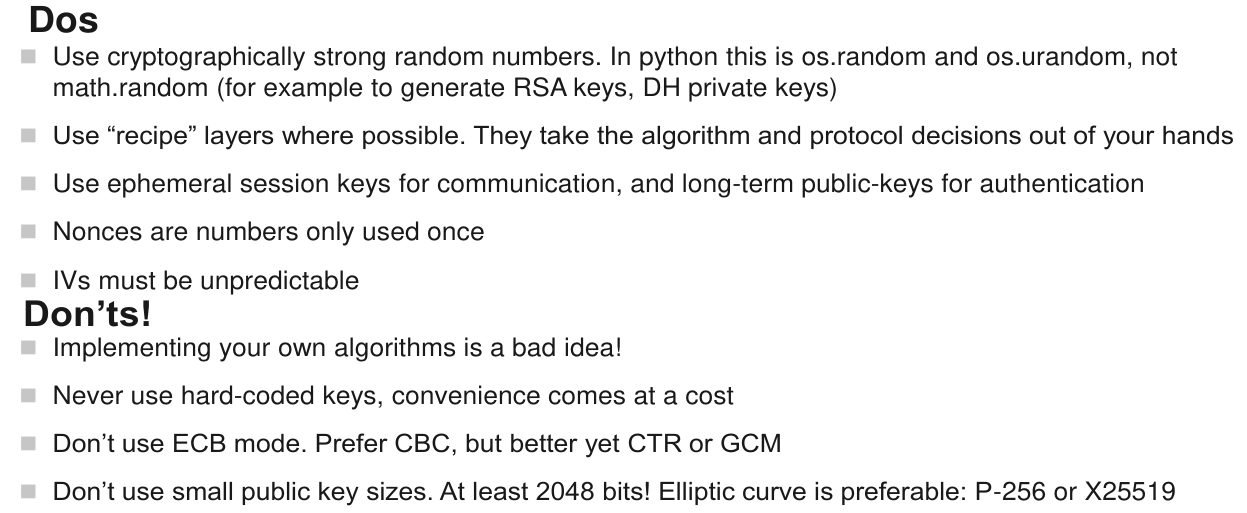 Dos
Use cryptographically strong random numbers. In python this is os.random and os.urandom, not
math.random (for example to generate RSA keys, DH private keys)
Use “recipe” layers where possible. They take the algorithm and protocol decisions out of your hands
Use ephemeral session keys for communication, and long-term public-keys for authentication
Nonces are numbers only used once
IVs must be unpredictable
Don’ts!
Implementing your own algorithms is a bad idea!
Never use hard-coded keys, convenience comes at a cost
Don’t use ECB mode. Prefer CBC, but better yet CTR or GCM
Don’t use small public key sizes. At least 2048 bits! Elliptic curve is preferable: P-256 or X25519